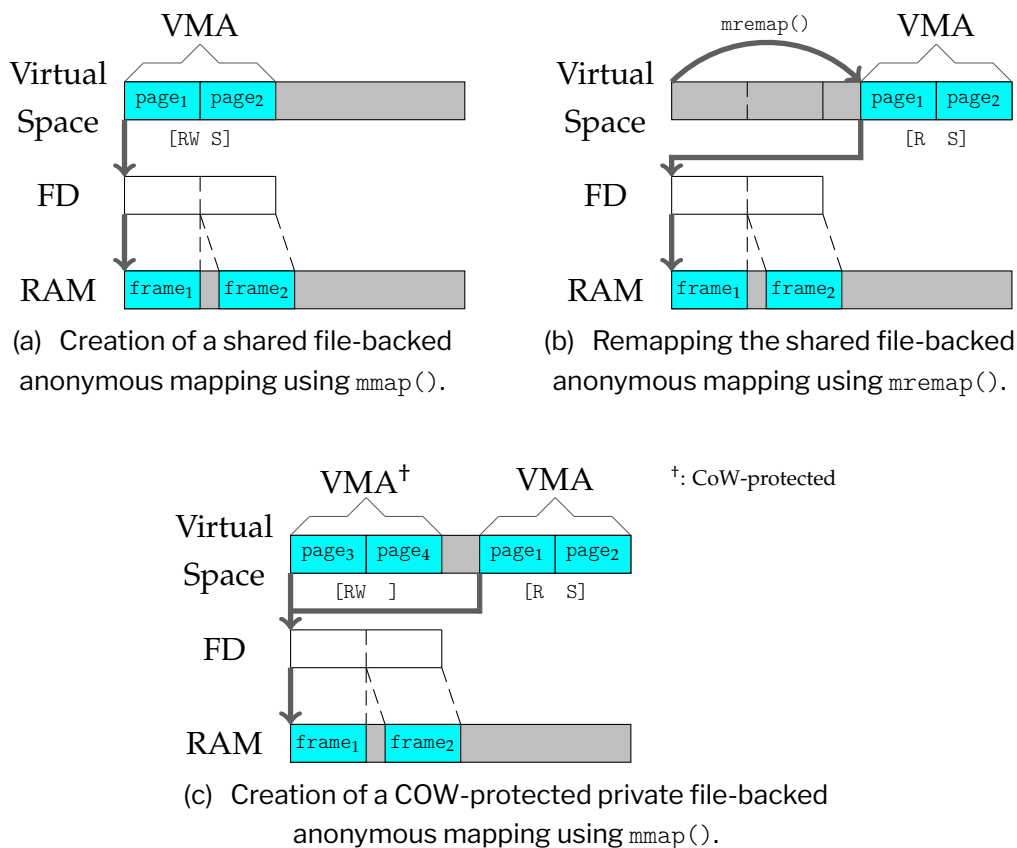 VMA
Virtual
Space
page1 page2
[RW S]
FD
RAM
frame1 frame2
(a) Creation of a shared file-backed
anonymous mapping using mmap().
mremap()
VMA
Virtual
Space
page1 page2
[R  S]
FD
RAM
frame1 frame2
(b) Remapping the shared file-backed
anonymous mapping using mremap().
VMA† VMA
†: CoW-protected
Virtual
Space
page3 page4 page1 page2
[RW  ] [R  S]
FD
RAM
frame1 frame2
(c) Creation of a COW-protected private file-backed
anonymous mapping using mmap().